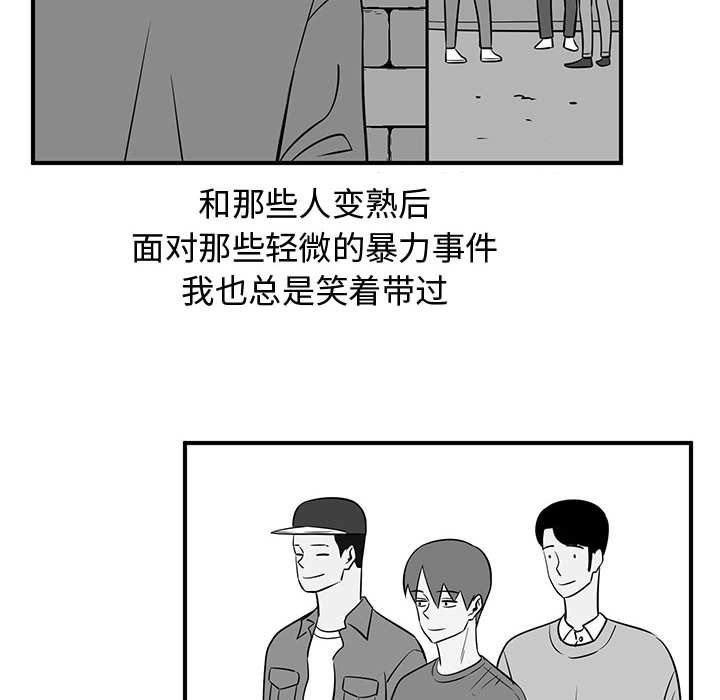 和那些人变熟后
面对那些轻微的暴力事件
我也总是笑着带过